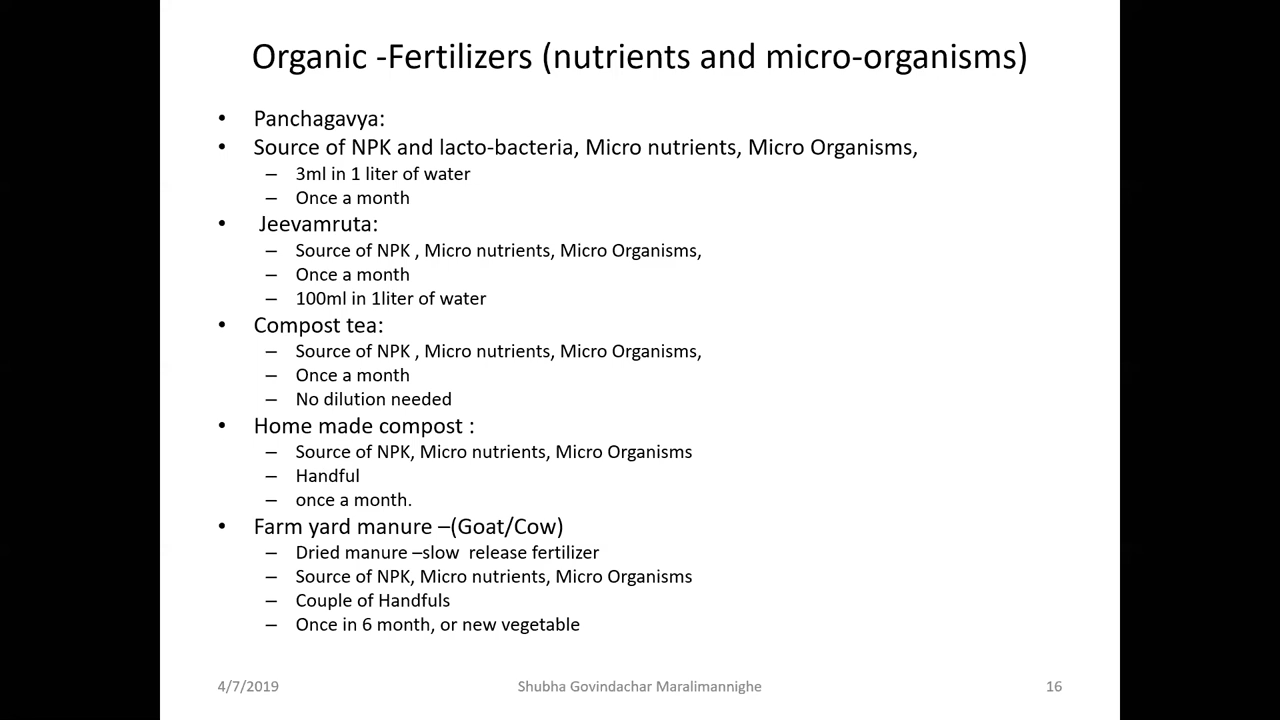 Organic -Fertilizers (nutrients and micro-organisms)
• Panchagavya:
• Source of NPK and lacto-bacteria, Micro nutrients, Micro Organisms,
– 3ml in 1 liter of water
– Once a month
• Jeevamruta:
– Source of NPK , Micro nutrients, Micro Organisms,
– Once a month
– 100ml in 1liter of water
• Compost tea:
– Source of NPK , Micro nutrients, Micro Organisms,
– Once a month
– No dilution needed
• Home made compost :
– Source of NPK, Micro nutrients, Micro Organisms
– Handful
– once a month.
• Farm yard manure –(Goat/Cow)
– Dried manure –slow  release fertilizer
– Source of NPK, Micro nutrients, Micro Organisms
– Couple of Handfuls
– Once in 6 month, or new vegetable
4/7/2019 Shubha Govindachar Maralimannighe 16